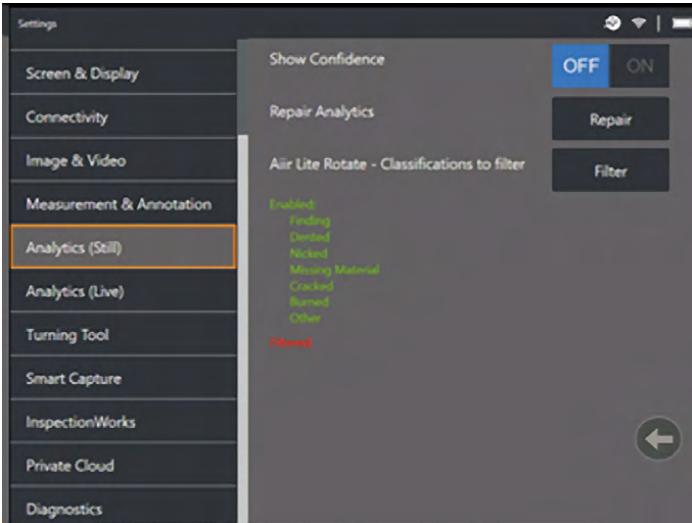 Settings
Screen & Display
Connectivity
Image & Video
Measurement & Annotation
Analytics (Still)
Analytics (Live)
Turning Tool
Smart Capture
InspectionWorks
Private Cloud
Diagnostics
Show Confidence
OFF ON
Repair Analytics
Repair
Aiir Lite Rotate - Classifications to filter
Filter
Enabled:
Finding
Dented
Nicked
Missing Material
Cracked
Burned
Other
Filtered: